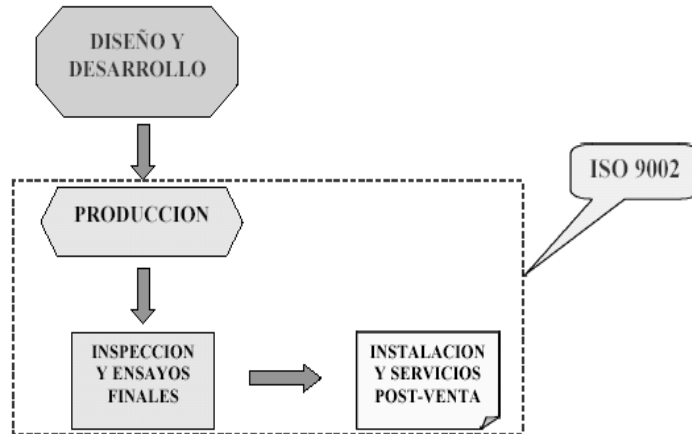 DISEÑO Y
DESARROLLO
ISO 9002
PRODUCCION
INSPECCION
Y ENSAYOS
FINALES
INSTALACION
Y SERVICIOS
POST-VENTA